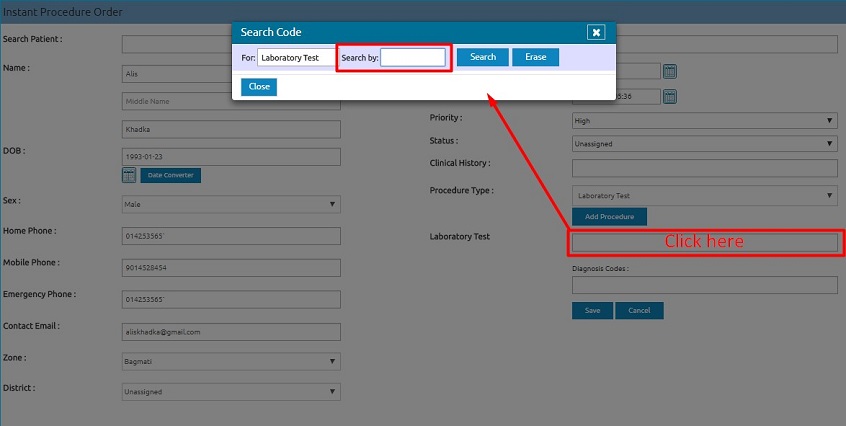 Instant Procedure Order
Search Code
For: Laboratory Test Search by: Search Erase
Close
Search Patient :
Name :
Alis
Middle Name
Khadka
DOB :
1993-01-23
Date Converter
Sex :
Male
Home Phone :
014253565`
Mobile Phone :
9014528454
Emergency Phone :
014253565`
Contact Email :
aliskhadka@gmail.com
Zone :
Bagmati
District :
Unassigned
5:36
Priority :
High
Status :
Unassigned
Clinical History :
Procedure Type :
Laboratory Test
Add Procedure
Laboratory Test
Click here
Diagnosis Codes :
Save Cancel